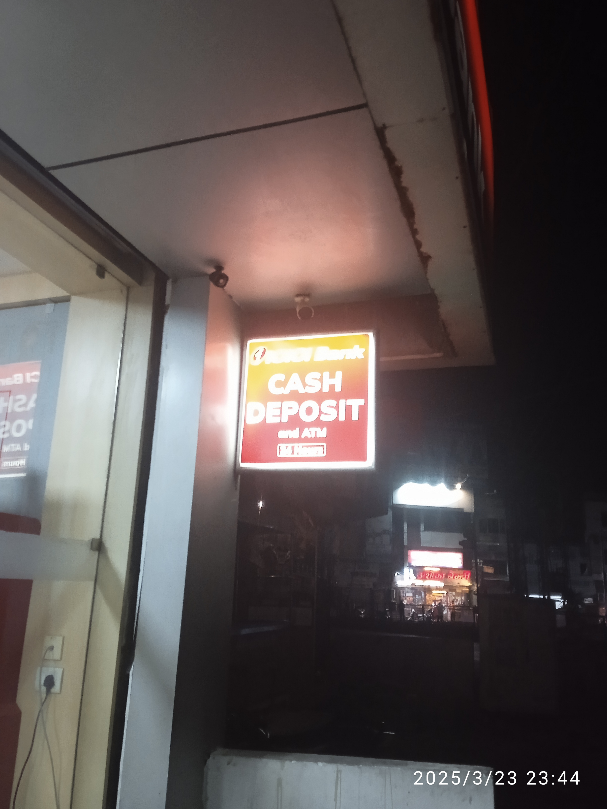 ICICI Bank
CASH
DEPOSIT
and ATM
24 Hours
2025/3/23 23:44